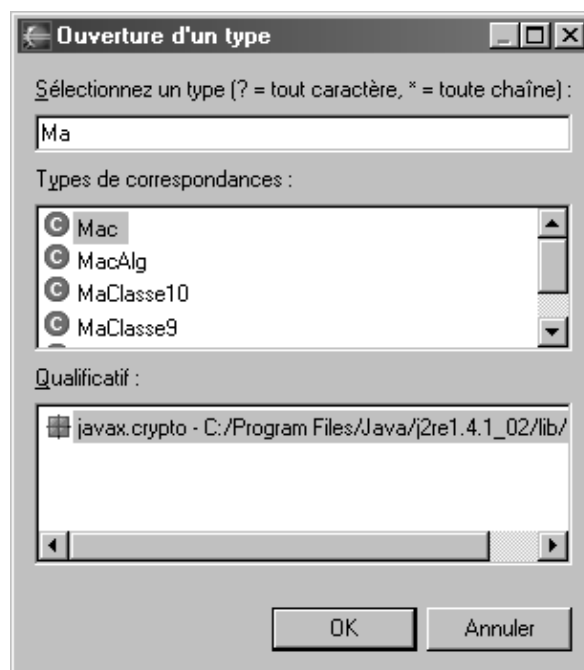 Ouverture d'un type
Sélectionnez un type (? = tout caractère, * = toute chaîne) :
Ma
Types de correspondances :
Mac
MacAlg
MaClasse10
MaClasse9
Qualificatif :
javax.crypto - C:/Program Files/Java/j2re1.4.1_02/lib/
OK
Annuler